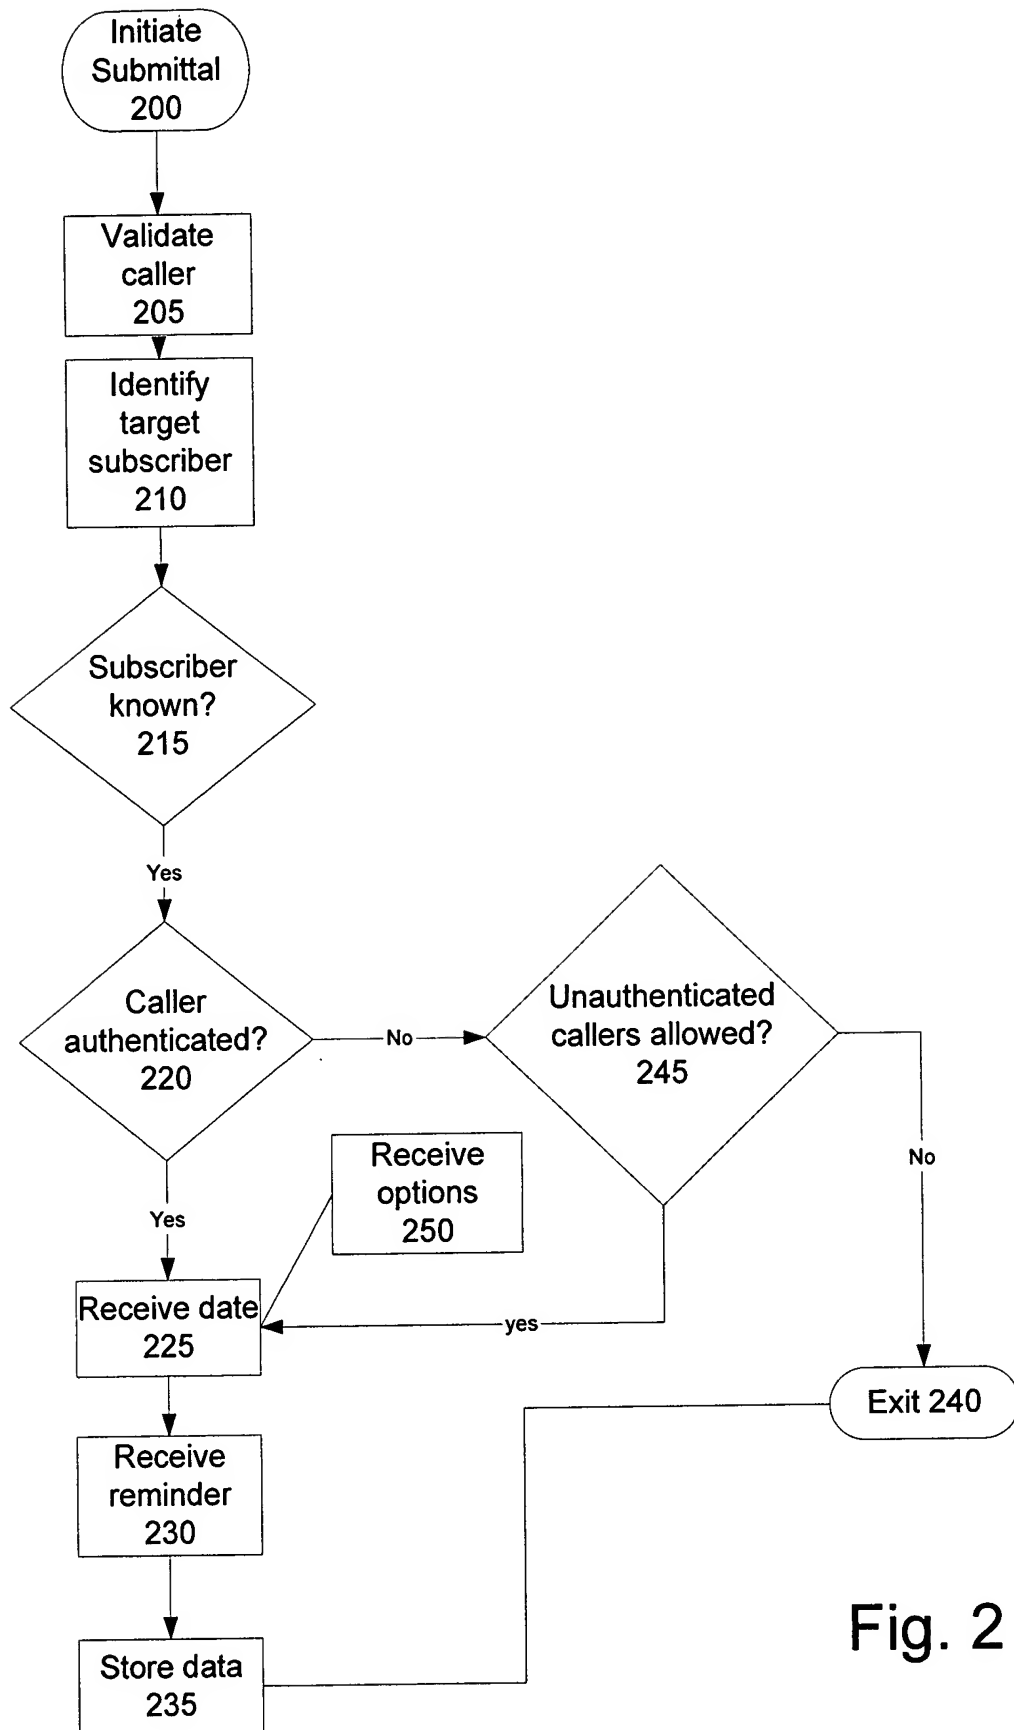 Initiate
Submittal
200
Validate
caller
205
Identify
target
subscriber
210
Subscriber
known?
215
Yes
Caller
authenticated?
220
No
Unauthenticated
callers allowed?
245
No
Yes
Receive
options
250
Receive date
225
yes
Exit 240
Receive
reminder
230
Store data
235
Fig. 2